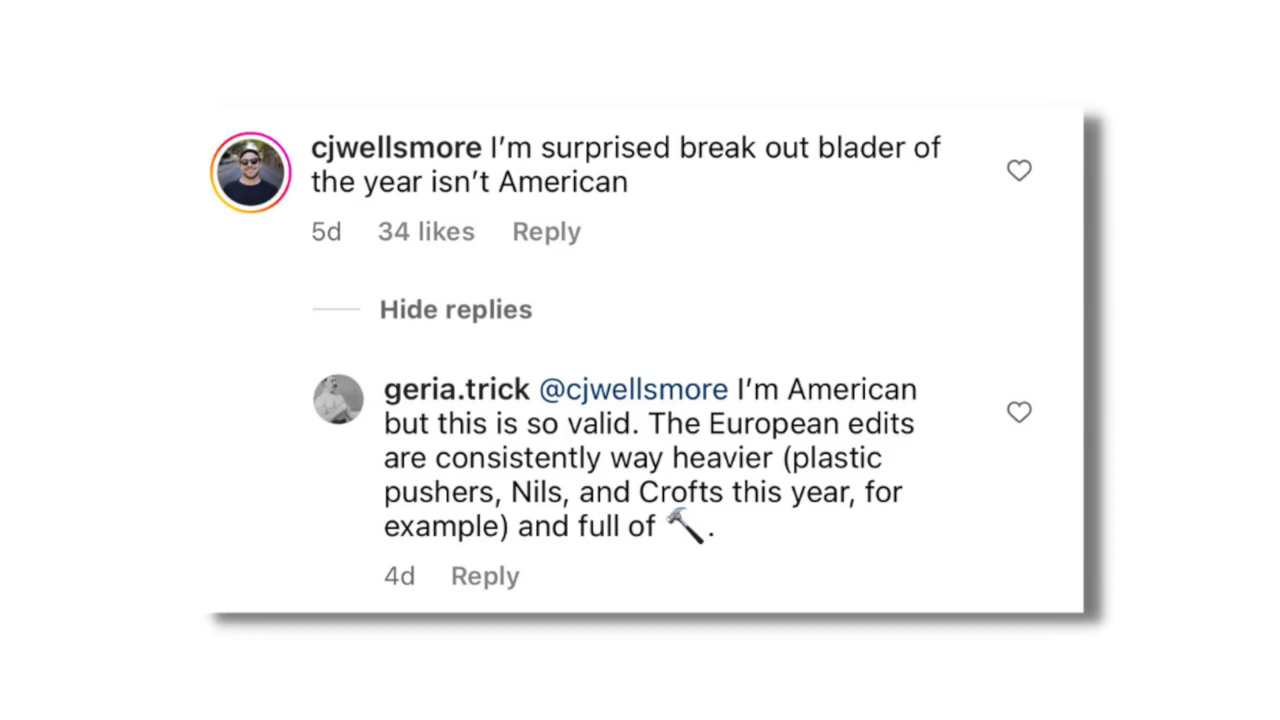 cjwellsmore I’m surprised break out blader of
the year isn’t American
5d 34 likes Reply
Hide replies
geria.trick @cjwellsmore I’m American
but this is so valid. The European edits
are consistently way heavier (plastic
pushers, Nils, and Crofts this year, for
example) and full of 🔨.
4d Reply